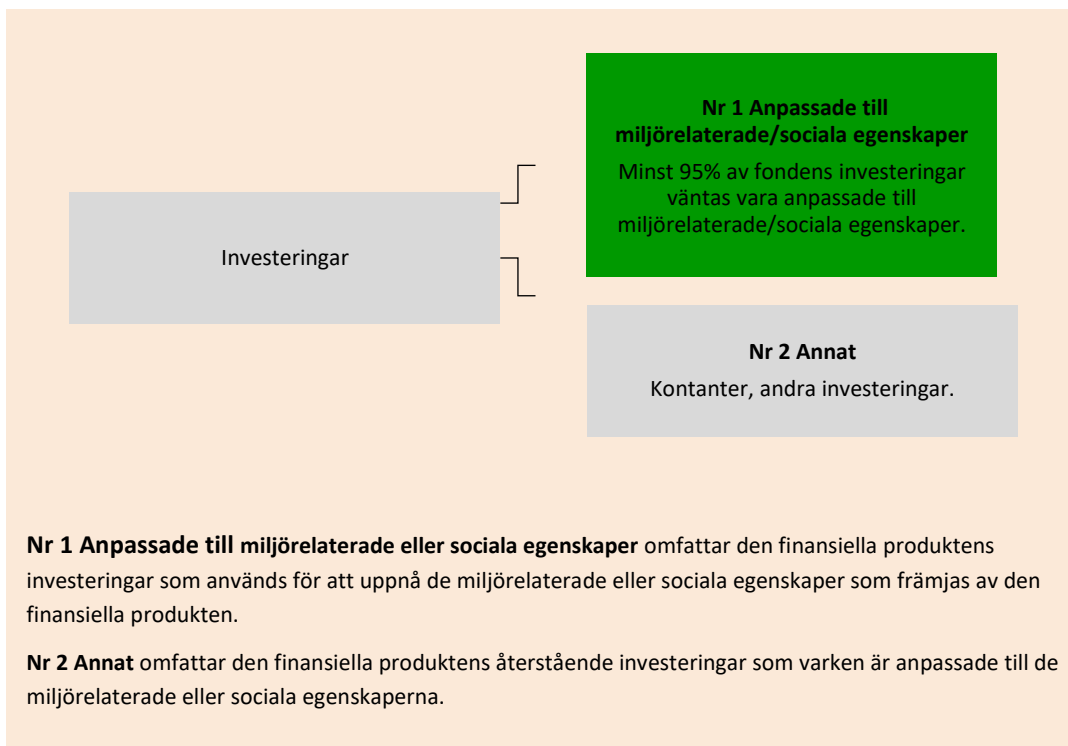 Nr 1 Anpassade till
miljörelaterade/sociala egenskaper
Minst 95% av fondens investeringar
väntas vara anpassade till
miljörelaterade/sociala egenskaper.
Investeringar
Nr 2 Annat
Kontanter, andra investeringar.
Nr 1 Anpassade till miljörelaterade eller sociala egenskaper omfattar den finansiella produktens
investeringar som används för att uppnå de miljörelaterade eller sociala egenskaper som främjas av den
finansiella produkten.
Nr 2 Annat omfattar den finansiella produktens återstående investeringar som varken är anpassade till de
miljörelaterade eller sociala egenskaperna.